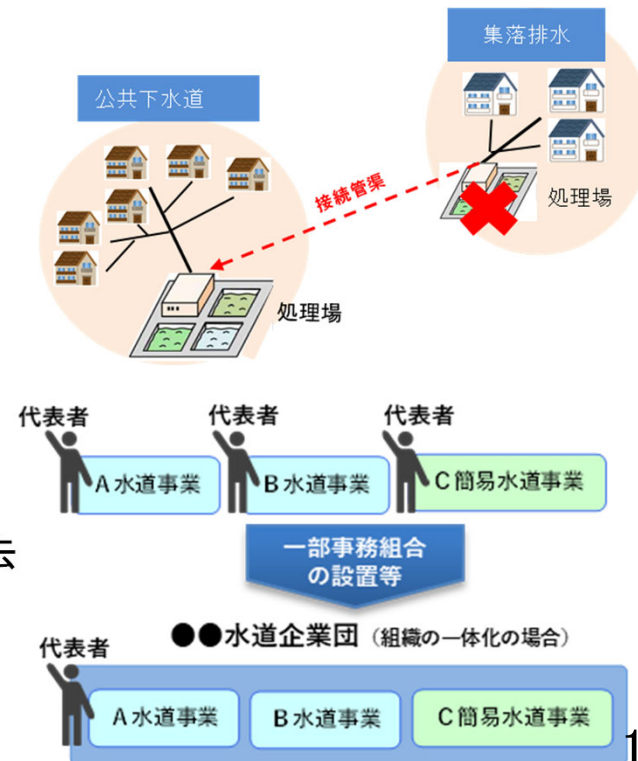 集落排水
公共下水道
接続管渠
処理場
処理場
代表者
代表者
代表者
A水道事業
B水道事業
C簡易水道事業
一部事務組合
の設置等
●●水道企業団（組織の一体化の場合）
代表者
A水道事業
B水道事業
C簡易水道事業
1